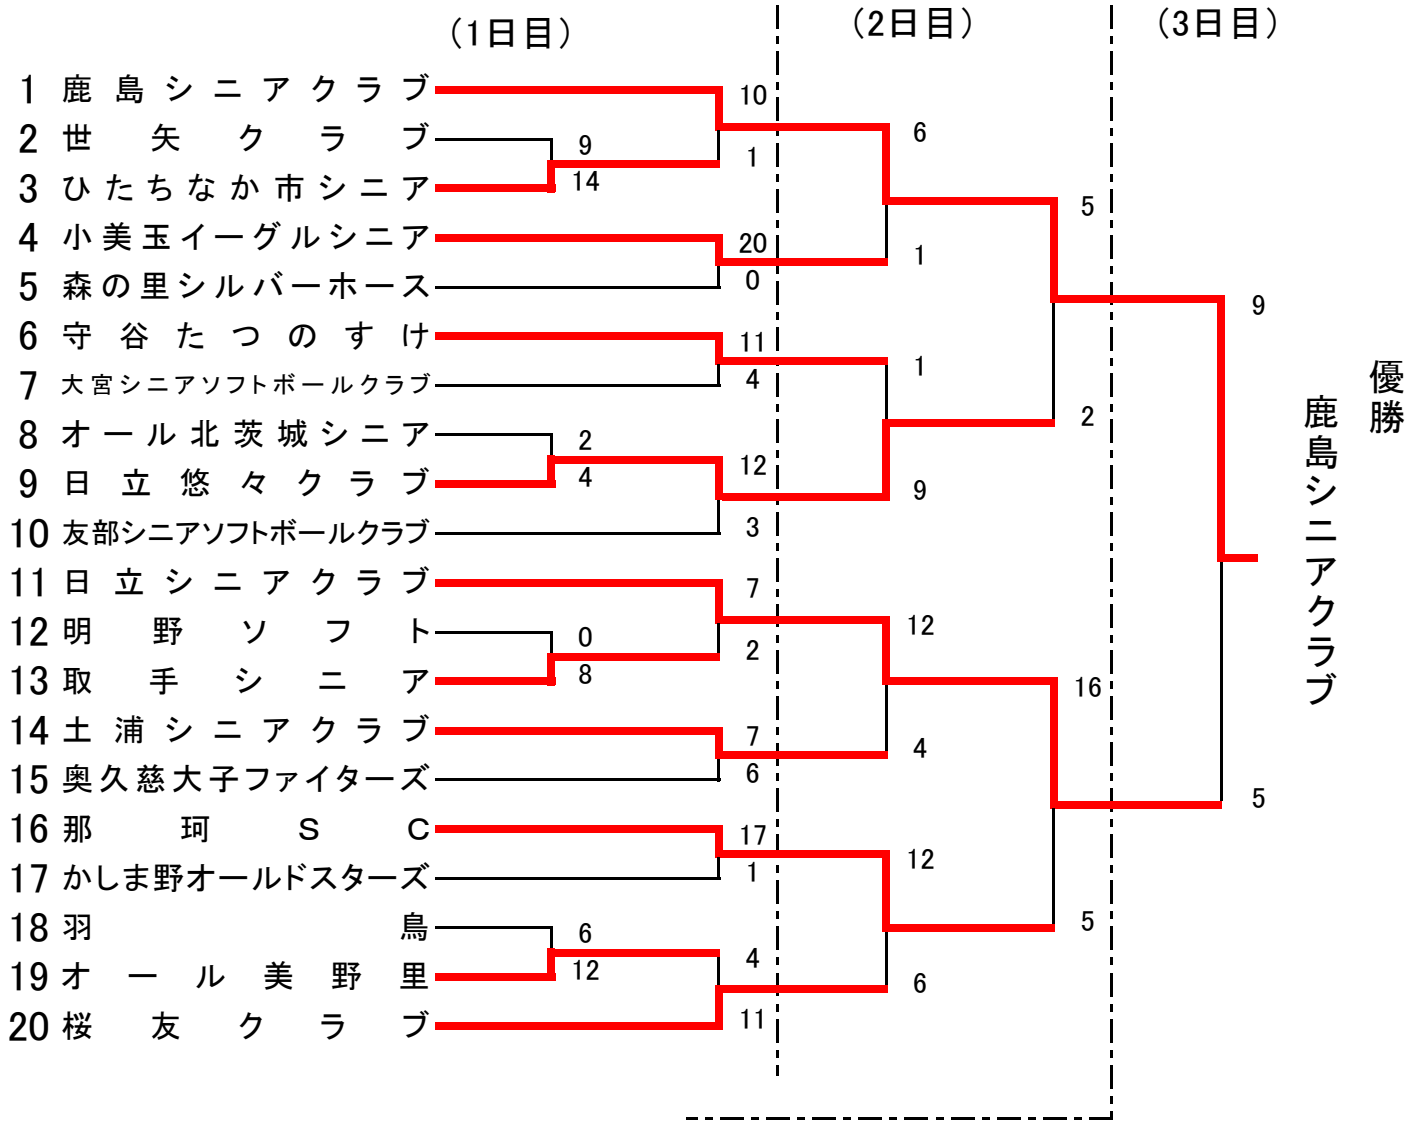 (1日目)
(2日目)
(3日目)
1 鹿島シニアクラブ
2 世矢クラブ
3 ひたちなか市シニア
4 小美玉イーグルシニア
5 森の里シルバーホース
6 守谷たつのすけ
7 大宮シニアソフトボールクラブ
8 オール北茨城シニア
9 日立悠々クラブ
10 友部シニアソフトボールクラブ
11 日立シニアクラブ
12 明野ソフト
13 取手シニア
14 土浦シニアクラブ
15 奥久慈大子ファイターズ
16 那珂SC
17 かしま野オールドスターズ
18 羽鳥
19 オール美野里
20 桜友クラブ
9
14
2
4
0
8
6
12
10
1
20
0
11
4
12
3
7
2
7
6
17
1
4
11
6
1
1
9
12
4
12
6
5
2
16
5
9
5
優勝
鹿島シニアクラブ